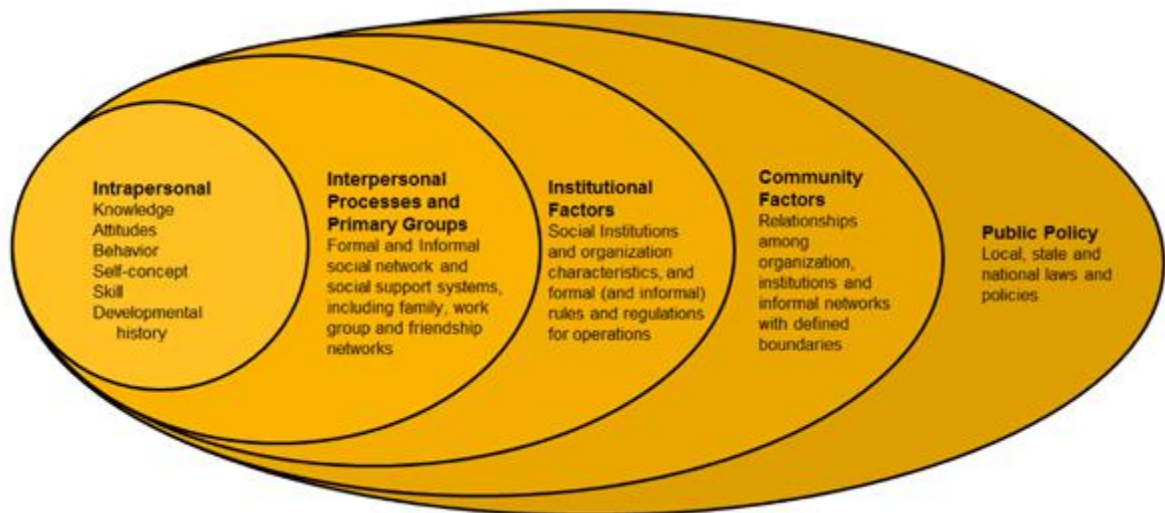 Intrapersonal
Knowledge
Attitudes
Behavior
Self-concept
Skill
Developmental
history
Interpersonal
Processes and
Primary Groups
Formal and Informal
social network and
social support systems,
including family, work
group and friendship
networks
Institutional
Factors
Social Institutions
and organization
characteristics, and
formal (and informal)
rules and regulations
for operations
Community
Factors
Relationships
among
organization,
institutions and
informal networks
with defined
boundaries
Public Policy
Local, state and
national laws and
policies